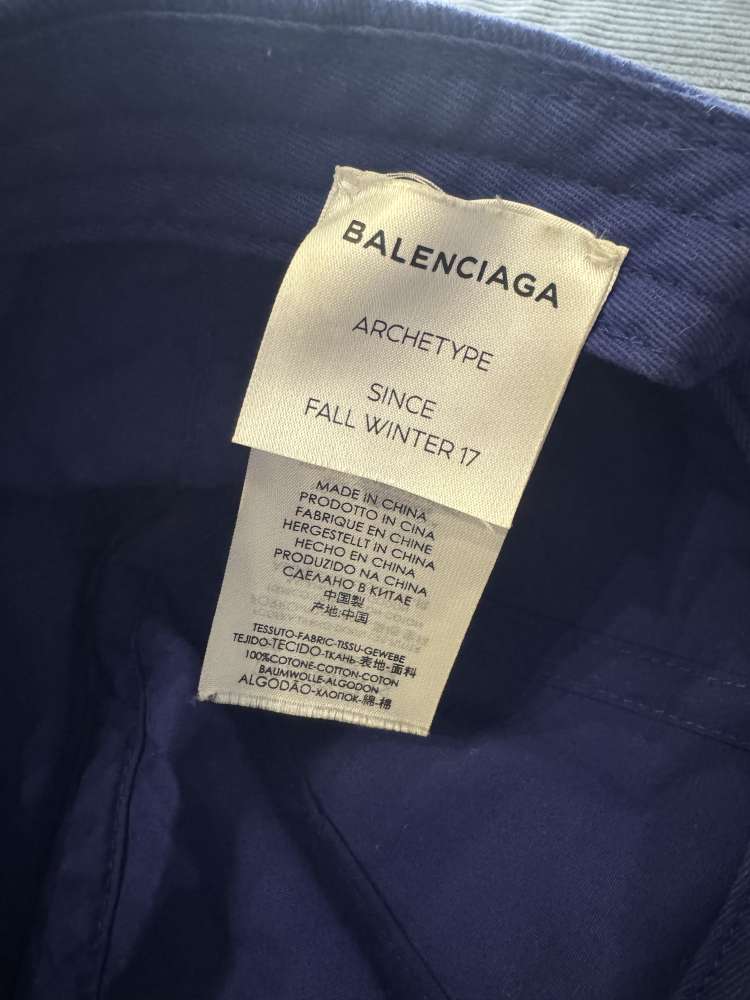 BALENCIAGA
ARCHETYPE
SINCE
FALL WINTER 17
MADE IN CHINA
PRODOTTO IN CINA
FABRIQUE EN CHINE
HERGESTELLT IN CHINA
HECHO EN CHINA
PRODUZIDO NA CHINA
СДЕЛАНО В КИТАЕ
中国製
产地:中国
TESSUTO-FABRIC-TISSU-GEWEBE
TEJIDO-TECIDO-ТКАНЬ-表地-面料
100%COTONE-COTTON-COTON
BAUMWOLLE-ALGODON
ALGODÃO-ХЛОПОК-綿-棉